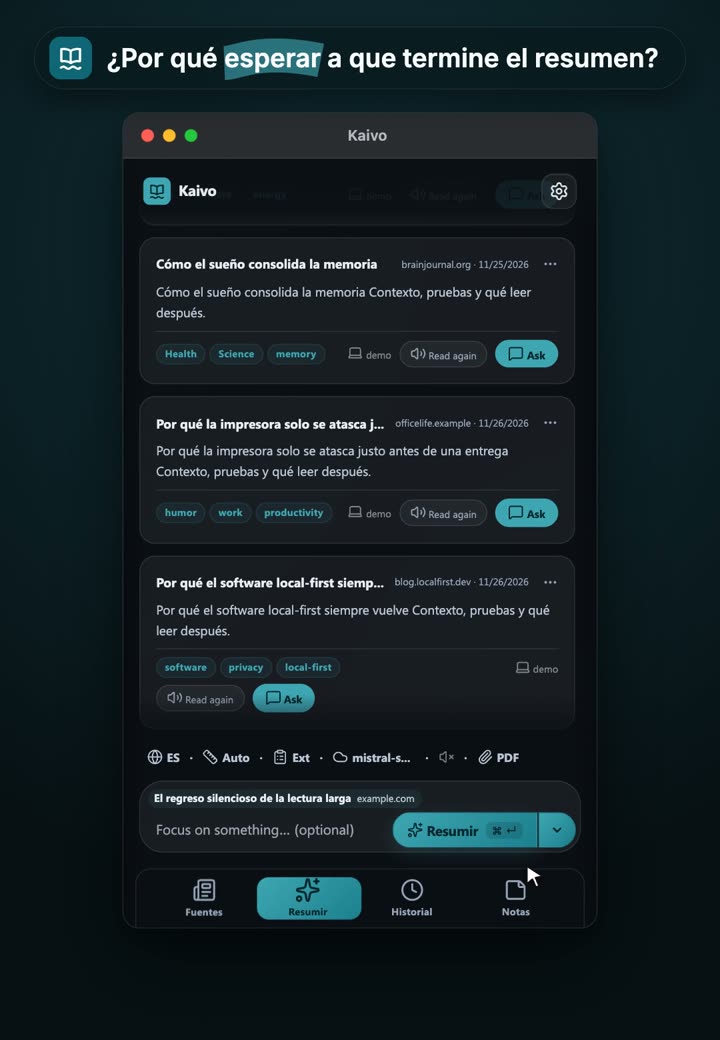 ¿Por qué esperar a que termine el resumen?
Kaivo
Kaivo
energy
demo
Read again
Cómo el sueño consolida la memoria
brainjournal.org · 11/25/2026
Cómo el sueño consolida la memoria Contexto, pruebas y qué leer
después.
Health Science memory demo Read again Ask
Por qué la impresora solo se atasca j...
officelife.example · 11/26/2026
Por qué la impresora solo se atasca justo antes de una entrega
Contexto, pruebas y qué leer después.
humor work productivity demo Read again Ask
Por qué el software local-first siemp...
blog.localfirst.dev · 11/26/2026
Por qué el software local-first siempre vuelve Contexto, pruebas y qué
leer después.
software privacy local-first demo
Read again Ask
ES · Auto · Ext · mistral-s... · · PDF
El regreso silencioso de la lectura larga example.com
Focus on something... (optional)
Resumir ⌘ ↵
Fuentes Resumir Historial Notas